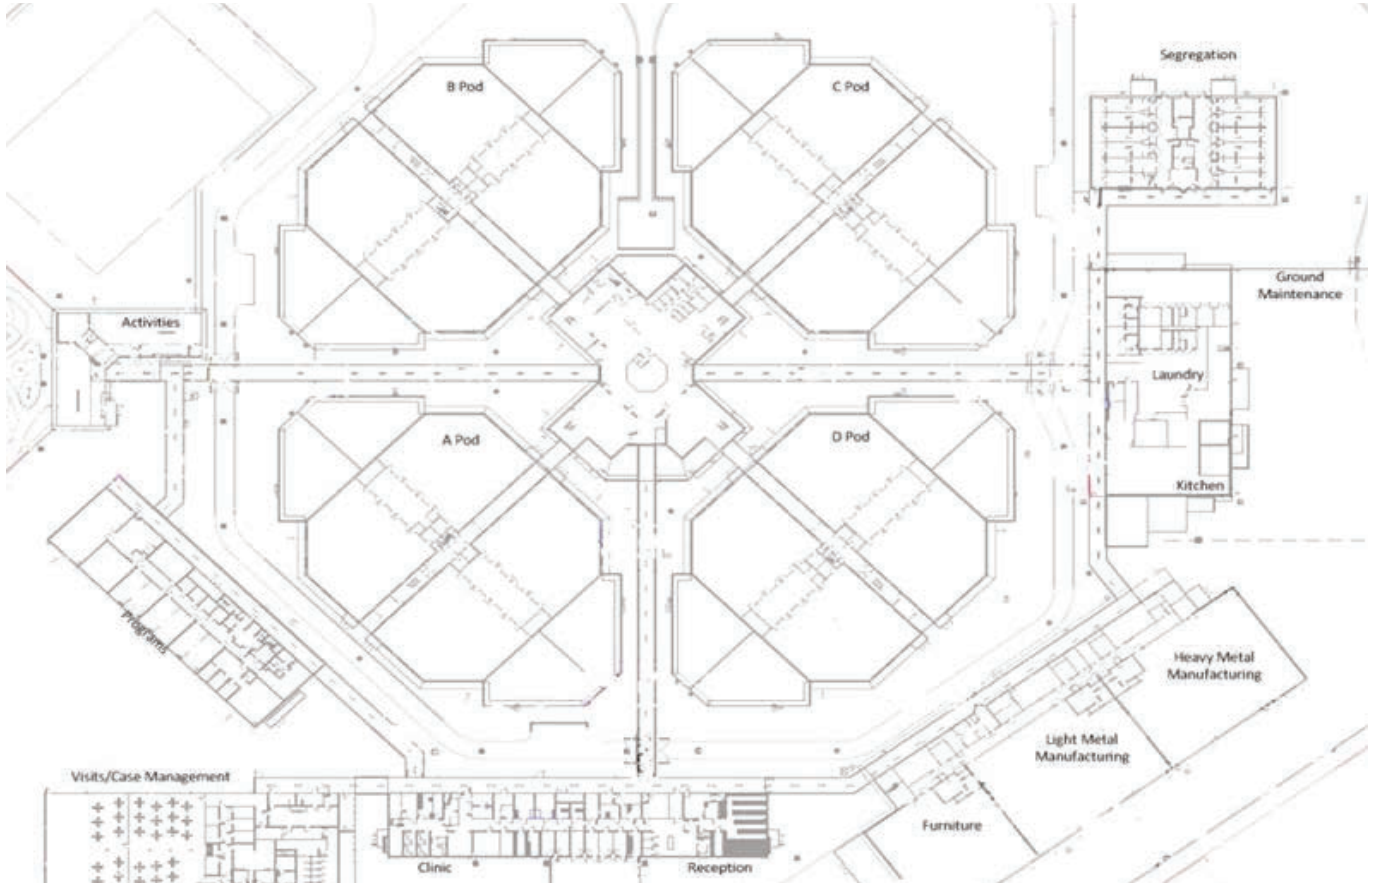 Segregation
B Pod
C Pod
Ground
Maintenance
Activities
Laundry
A Pod
D Pod
Kitchen
Programs
Heavy Metal
Manufacturing
Light Metal
Manufacturing
Visits/Case Management
Furniture
Clinic
Reception